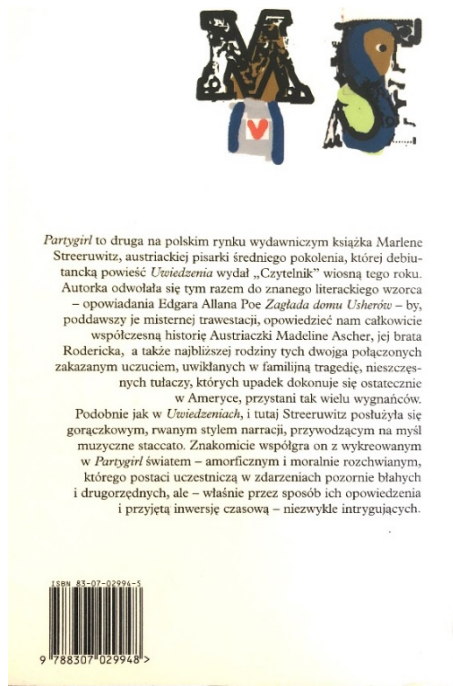 M S
Partygirl to druga na polskim rynku wydawniczym książka Marlene
Streeruwitz, austriackiej pisarki średniego pokolenia, której debiu-
tancką powieść Uwiedzenia wydał „Czytelnik” wiosną tego roku.
Autorka odwołała się tym razem do znanego literackiego wzorca
– opowiadania Edgara Allana Poe Zagłada domu Usherów – by,
poddawszy je misternej trawestacji, opowiedzieć nam całkowicie
współczesną historię Austriaczki Madeline Ascher, jej brata
Rodericka, a także najbliższej rodziny tych dwojga połączonych
zakazanym uczuciem, uwikłanych w familijną tragedię, nieszczęs-
nych tułaczy, których upadek dokonuje się ostatecznie
w Ameryce, przystani tak wielu wygnańców.
Podobnie jak w Uwiedzeniach, i tutaj Streeruwitz posłużyła się
gorączkowym, rwanym stylem narracji, przywodzącym na myśl
muzyczne staccato. Znakomicie współgra on z wykreowanym
w Partygirl światem – amorficznym i moralnie rozchwianym,
którego postaci uczestniczą w zdarzeniach pozornie błahych
i drugorzędnych, ale – właśnie przez sposób ich opowiedzenia
i przyjętą inwersję czasową – niezwykle intrygujących.
ISBN 83-07-02994-5
9 788307 029948 >